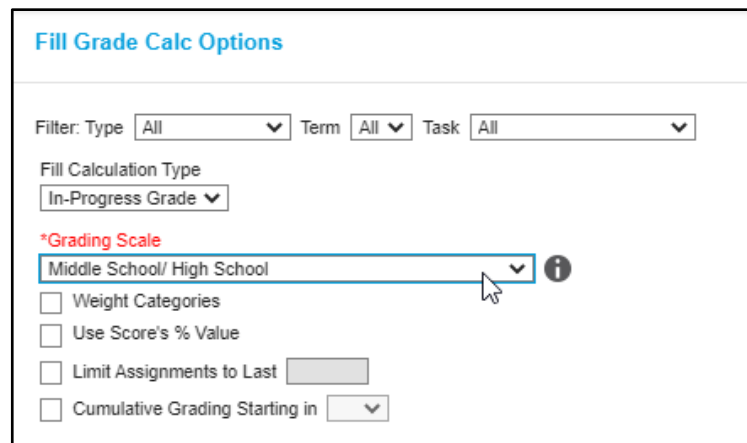 Fill Grade Calc Options
Filter: Type All Term All Task All
Fill Calculation Type
In-Progress Grade
*Grading Scale
Middle School/ High School
Weight Categories
Use Score's % Value
Limit Assignments to Last
Cumulative Grading Starting in